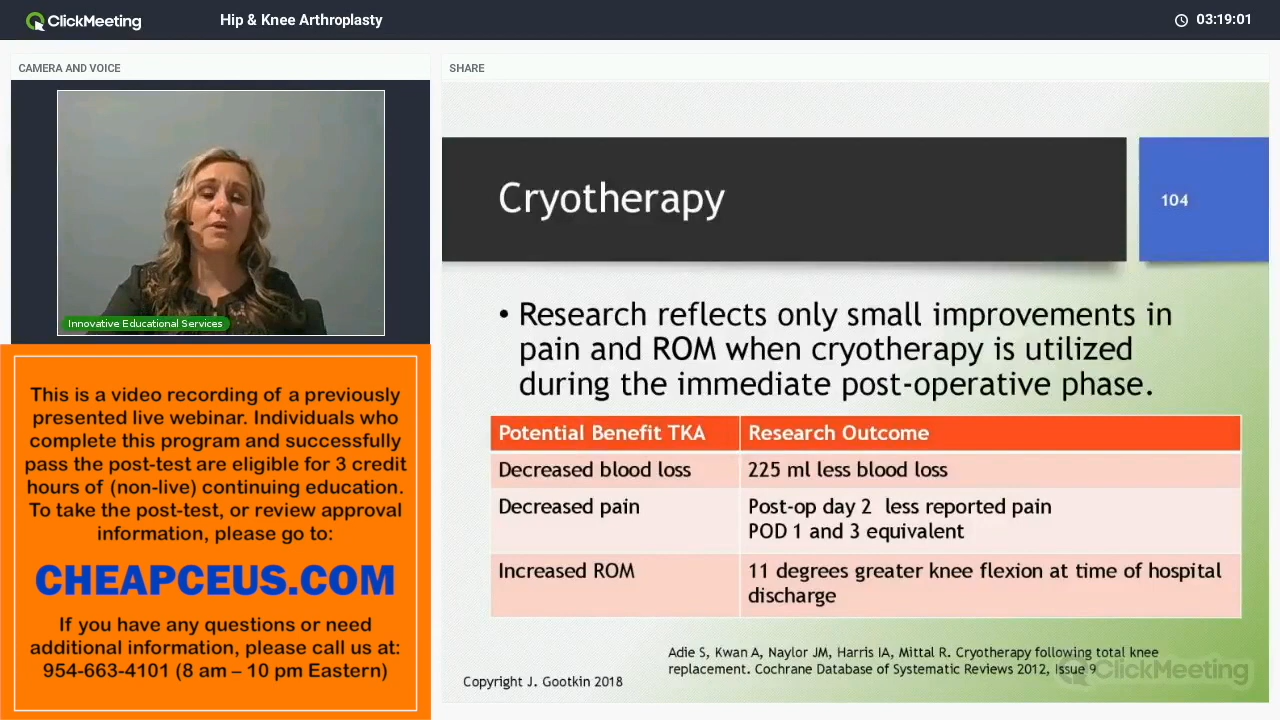 ClickMeeting
Hip & Knee Arthroplasty
03:19:01
CAMERA AND VOICE
SHARE
Innovative Educational Services
This is a video recording of a previously
presented live webinar. Individuals who
complete this program and successfully
pass the post-test are eligible for 3 credit
hours of (non-live) continuing education.
To take the post-test, or review approval
information, please go to:
CHEAPCEUS.COM
If you have any questions or need
additional information, please call us at:
954-663-4101 (8 am – 10 pm Eastern)
Cryotherapy
104
• Research reflects only small improvements in
pain and ROM when cryotherapy is utilized
during the immediate post-operative phase.
Potential Benefit TKA
Research Outcome
Decreased blood loss
225 ml less blood loss
Decreased pain
Post-op day 2 less reported pain
POD 1 and 3 equivalent
Increased ROM
11 degrees greater knee flexion at time of hospital
discharge
Adie S, Kwan A, Naylor JM, Harris IA, Mittal R. Cryotherapy following total knee
replacement. Cochrane Database of Systematic Reviews 2012, Issue 9
Copyright J. Gootkin 2018
ClickMeeting